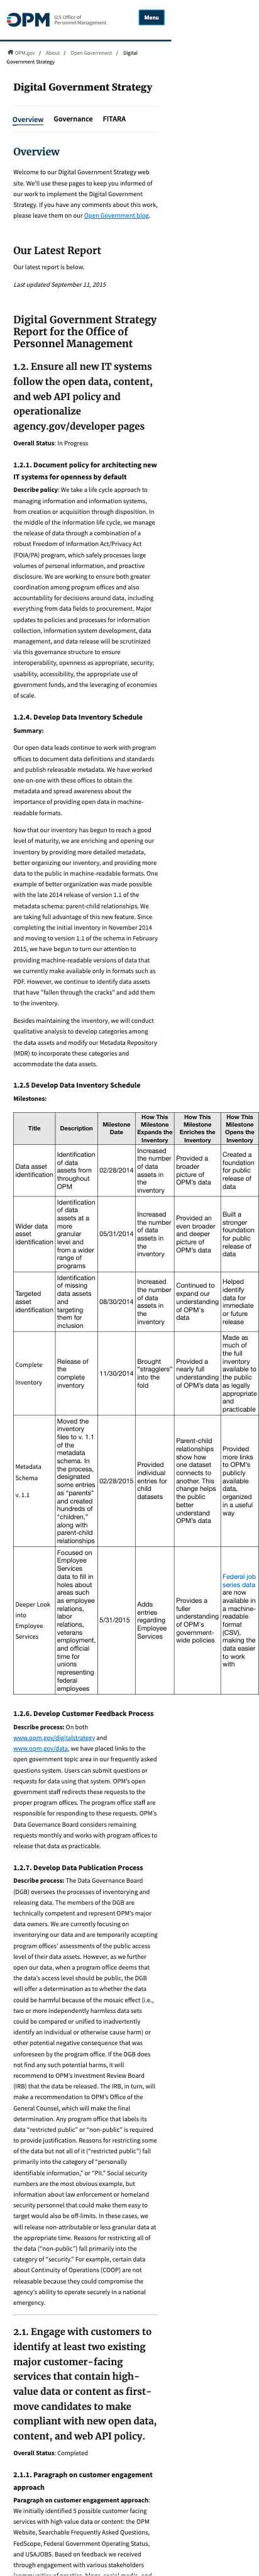 OPM
U.S. Office of
Personnel Management
Menu
OPM.gov / About / Open Government / Digital
Government Strategy
Digital Government Strategy
Overview Governance FITARA
Overview
Welcome to our Digital Government Strategy web
site. We'll use these pages to keep you informed of
our work to implement the Digital Government
Strategy. If you have any comments about this work,
please leave them on our Open Government blog.
Our Latest Report
Our latest report is below.
Last updated September 11, 2015
Digital Government Strategy
Report for the Office of
Personnel Management
1.2. Ensure all new IT systems
follow the open data, content,
and web API policy and
operationalize
agency.gov/developer pages
Overall Status: In Progress
1.2.1. Document policy for architecting new
IT systems for openness by default
Describe policy: We take a life cycle approach to
managing information and information systems,
from creation or acquisition through disposition. In
the middle of the information life cycle, we manage
the release of data through a combination of a
robust Freedom of Information Act/Privacy Act
(FOIA/PA) program, which safely processes large
volumes of personal information, and proactive
disclosure. We are working to ensure both greater
coordination among program offices and also
accountability for decisions around data, including
everything from data fields to procurement. Major
updates to policies and processes for information
collection, information system development, data
management, and data release will be scrutinized
via this governance structure to ensure
interoperability, openness as appropriate, security,
usability, accessibility, the appropriate use of
government funds, and the leveraging of economies
of scale.
1.2.4. Develop Data Inventory Schedule
Summary:
Our open data leads continue to work with program
offices to document data definitions and standards
and publish releasable metadata. We have worked
one-on-one with these offices to obtain the
metadata and spread awareness about the
importance of providing open data in machine-
readable formats.
Now that our inventory has begun to reach a good
level of maturity, we are enriching and opening our
inventory by providing more detailed metadata,
better organizing our inventory, and providing more
data to the public in machine-readable formats. One
example of better organization was made possible
with the late 2014 release of version 1.1 of the
metadata schema: parent-child relationships. We
are taking full advantage of this new feature. Since
completing the initial inventory in November 2014
and moving to version 1.1 of the schema in February
2015, we have begun to turn our attention to
providing machine-readable versions of data that
we currently make available only in formats such as
PDF. However, we continue to identify data assets
that have "fallen through the cracks" and add them
to the inventory.
Besides maintaining the inventory, we will conduct
qualitative analysis to develop categories among
the data assets and modify our Metadata Repository
(MDR) to incorporate these categories and
accommodate the data assets.
1.2.5 Develop Data Inventory Schedule
Milestones:
Title
Description
Milestone
Date
How This
Milestone
Expands the
Inventory
How This
Milestone
Enriches the
Inventory
How This
Milestone
Opens the
Inventory
Data asset
identification
Identification
of data
assets from
throughout
OPM
02/28/2014
Increased
the number
of data
assets in
the
inventory
Provided a
broader
picture of
OPM's data
Created a
foundation
for public
release of
data
Wider data
asset
identification
Identification
of data
assets at a
more
granular
level and
from a wider
range of
programs
05/31/2014
Increased
the number
of data
assets in
the
inventory
Provided an
even broader
and deeper
picture of
OPM's data
Built a
stronger
foundation
for public
release of
data
Targeted
asset
identification
Identification
of missing
data assets
and
targeting
them for
inclusion
08/30/2014
Increased
the number
of data
assets in
the
inventory
Continued to
expand our
understanding
of OPM's
data
Helped
identify
data for
immediate
or future
release
Complete
Inventory
Release of
the
complete
inventory
11/30/2014
Brought
"stragglers"
into the
fold
Provided a
nearly full
understanding
of OPM's data
Made as
much of
the full
inventory
available to
the public
as legally
appropriate
and
practicable
Metadata
Schema
v. 1.1
Moved the
inventory
files to v. 1.1
of the
metadata
schema. In
the process,
designated
some entries
as "parents"
and created
hundreds of
"children,"
along with
parent-child
relationships
02/28/2015
Provided
individual
entries for
child
datasets
Parent-child
relationships
show how
one dataset
connects to
another. This
change helps
the public
better
understand
OPM's data
Provided
more links
to OPM's
publicly
available
data,
organized
in a useful
way
Deeper Look
into
Employee
Services
Focused on
Employee
Services
data to fill in
holes about
areas such
as employee
relations,
labor
relations,
veterans
employment,
and official
time for
unions
representing
federal
employees
5/31/2015
Adds
entries
regarding
Employee
Services
Provides a
fuller
understanding
of OPM's
government-
wide policies
Federal job
series data
are now
available in
a machine-
readable
format
(CSV),
making the
data easier
to work
with
1.2.6. Develop Customer Feedback Process
Describe process: On both
www.opm.gov/digitalstrategy and
www.opm.gov/data, we have placed links to the
open government topic area in our frequently asked
questions system. Users can submit questions or
requests for data using that system. OPM's open
government staff redirects these requests to the
proper program offices. The program office staff are
responsible for responding to these requests. OPM's
Data Governance Board considers remaining
requests monthly and works with program offices to
release that data as practicable.
1.2.7. Develop Data Publication Process
Describe process: The Data Governance Board
(DGB) oversees the processes of inventorying and
releasing data. The members of the DGB are
technically competent and represent OPM's major
data owners. We are currently focusing on
inventorying our data and are temporarily accepting
program offices' assessments of the public access
level of their data assets. However, as we further
open our data, when a program office deems that
the data's access level should be public, the DGB
will offer a determination as to whether the data
could be harmful because of the mosaic effect (i.e.,
two or more independently harmless data sets
could be compared or unified to inadvertently
identify an individual or otherwise cause harm) or
other potential negative consequence that was
unforeseen by the program office. If the DGB does
not find any such potential harms, it will
recommend to OPM's Investment Review Board
(IRB) that the data be released. The IRB, in turn, will
make a recommendation to OPM's Office of the
General Counsel, which will make the final
determination. Any program office that labels its
data "restricted public" or "non-public" is required
to provide justification. Reasons for restricting some
of the data but not all of it ("restricted public") fall
primarily into the category of "personally
identifiable information," or "PII." Social security
numbers are the most obvious example, but
information about law enforcement or homeland
security personnel that could make them easy to
target would also be off-limits. In these cases, we
will release non-attributable or less granular data at
the appropriate time. Reasons for restricting all of
the data ("non-public") fall primarily into the
category of "security." For example, certain data
about Continuity of Operations (COOP) are not
releasable because they could compromise the
agency's ability to operate securely in a national
emergency.
2.1. Engage with customers to
identify at least two existing
major customer-facing
services that contain high-
value data or content as first-
move candidates to make
compliant with new open data,
content, and web API policy.
Overall Status: Completed
2.1.1. Paragraph on customer engagement
approach
Paragraph on customer engagement approach:
We initially identified 5 possible customer facing
services with high value data or content: the OPM
Website, Searchable Frequently Asked Questions,
FedScope, Federal Government Operating Status,
and USAJOBS. Based on feedback we received
through engagement with various stakeholders